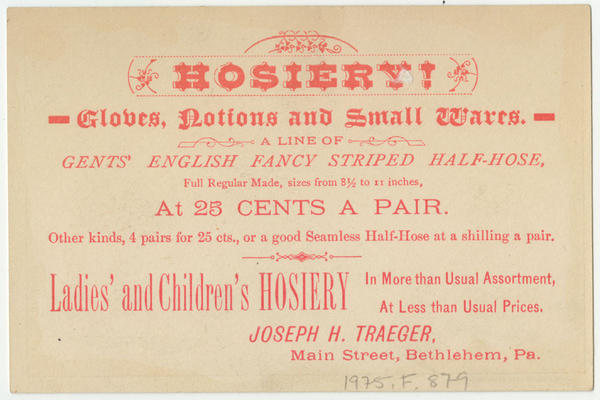 HOSIERY!
Gloves, Notions and Small Wares.
A LINE OF
GENTS' ENGLISH FANCY STRIPED HALF-HOSE,
Full Regular Made, sizes from 8½ to 11 inches,
At 25 CENTS A PAIR.
Other kinds, 4 pairs for 25 cts., or a good Seamless Half-Hose at a shilling a pair.
Ladies' and Children's HOSIERY
In More than Usual Assortment,
At Less than Usual Prices.
JOSEPH H. TRAEGER,
Main Street, Bethlehem, Pa.
1975.F.879